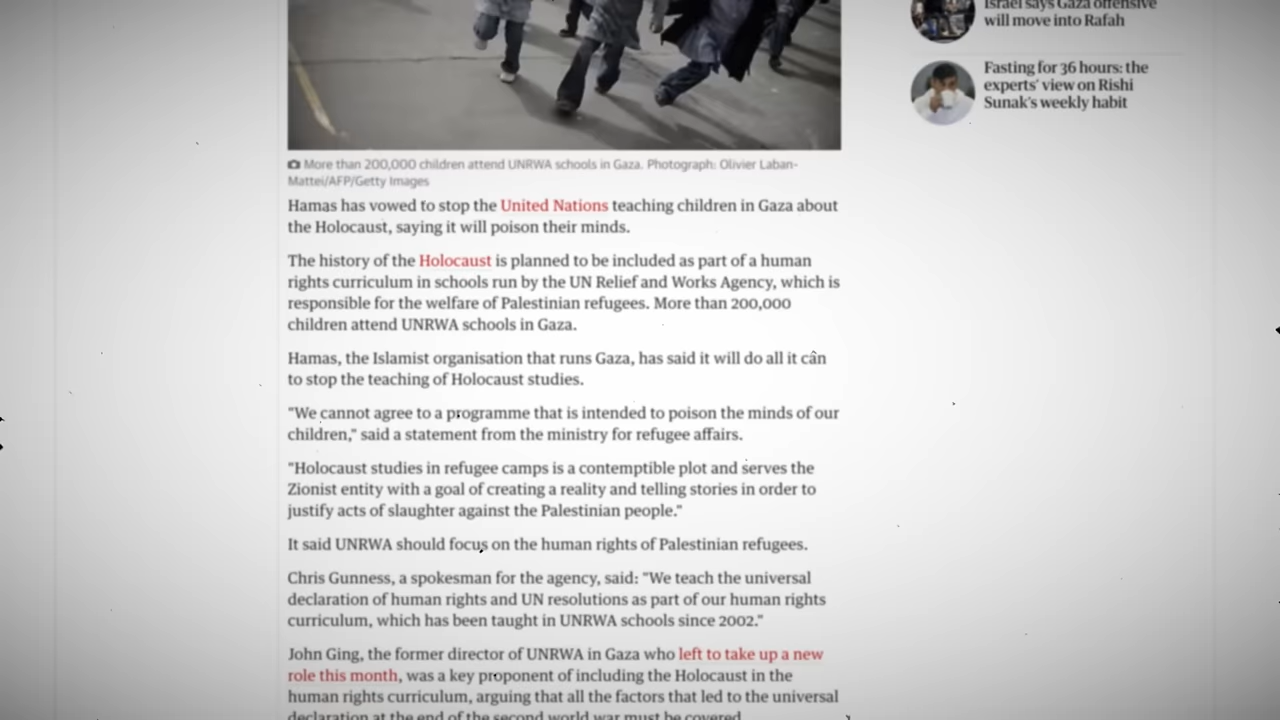 Israel says Gaza offensive
will move into Rafah
Fasting for 36 hours: the
experts' view on Rishi
Sunak's weekly habit
More than 200,000 children attend UNRWA schools in Gaza. Photograph: Olivier Laban-
Mattei/AFP/Getty Images
Hamas has vowed to stop the United Nations teaching children in Gaza about
the Holocaust, saying it will poison their minds.
The history of the Holocaust is planned to be included as part of a human
rights curriculum in schools run by the UN Relief and Works Agency, which is
responsible for the welfare of Palestinian refugees. More than 200,000
children attend UNRWA schools in Gaza.
Hamas, the Islamist organisation that runs Gaza, has said it will do all it can
to stop the teaching of Holocaust studies.
"We cannot agree to a programme that is intended to poison the minds of our
children," said a statement from the ministry for refugee affairs.
"Holocaust studies in refugee camps is a contemptible plot and serves the
Zionist entity with a goal of creating a reality and telling stories in order to
justify acts of slaughter against the Palestinian people."
It said UNRWA should focus on the human rights of Palestinian refugees.
Chris Gunness, a spokesman for the agency, said: "We teach the universal
declaration of human rights and UN resolutions as part of our human rights
curriculum, which has been taught in UNRWA schools since 2002."
John Ging, the former director of UNRWA in Gaza who left to take up a new
role this month, was a key proponent of including the Holocaust in the
human rights curriculum, arguing that all the factors that led to the universal
declaration at the end of the second world war must be covered